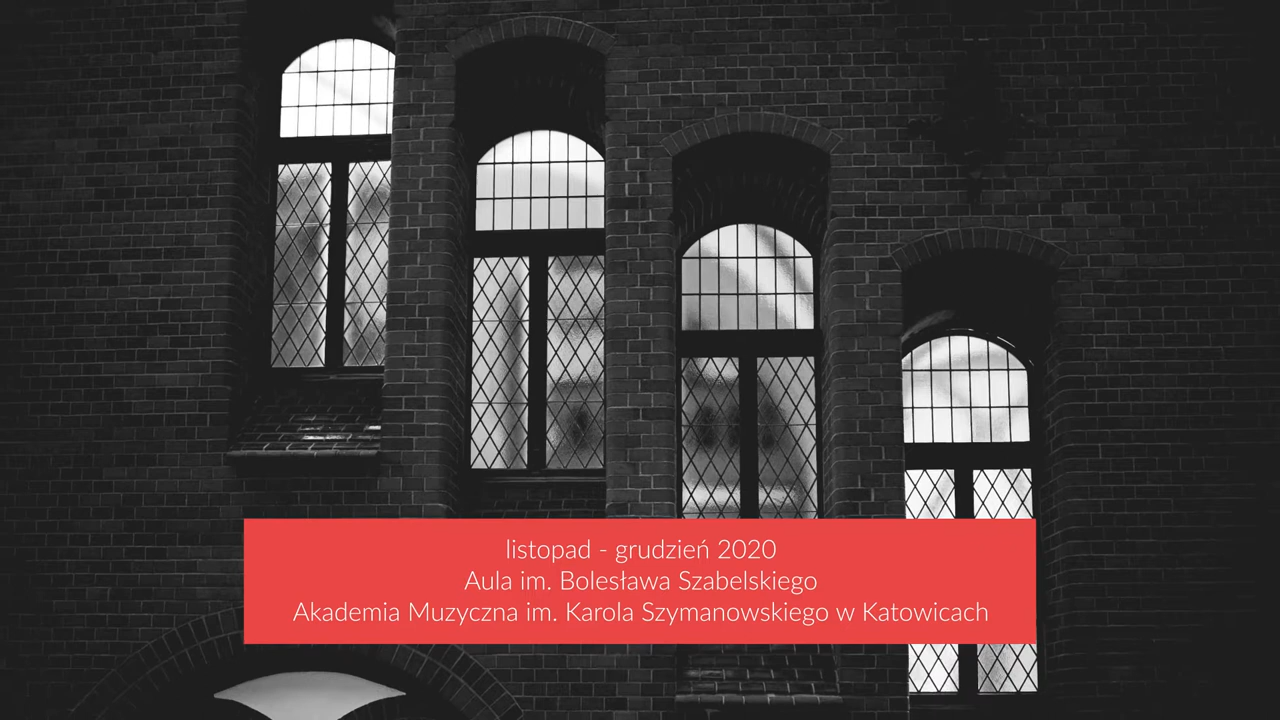 listopad - grudzień 2020
Aula im. Bolesława Szabelskiego
Akademia Muzyczna im. Karola Szymanowskiego w Katowicach